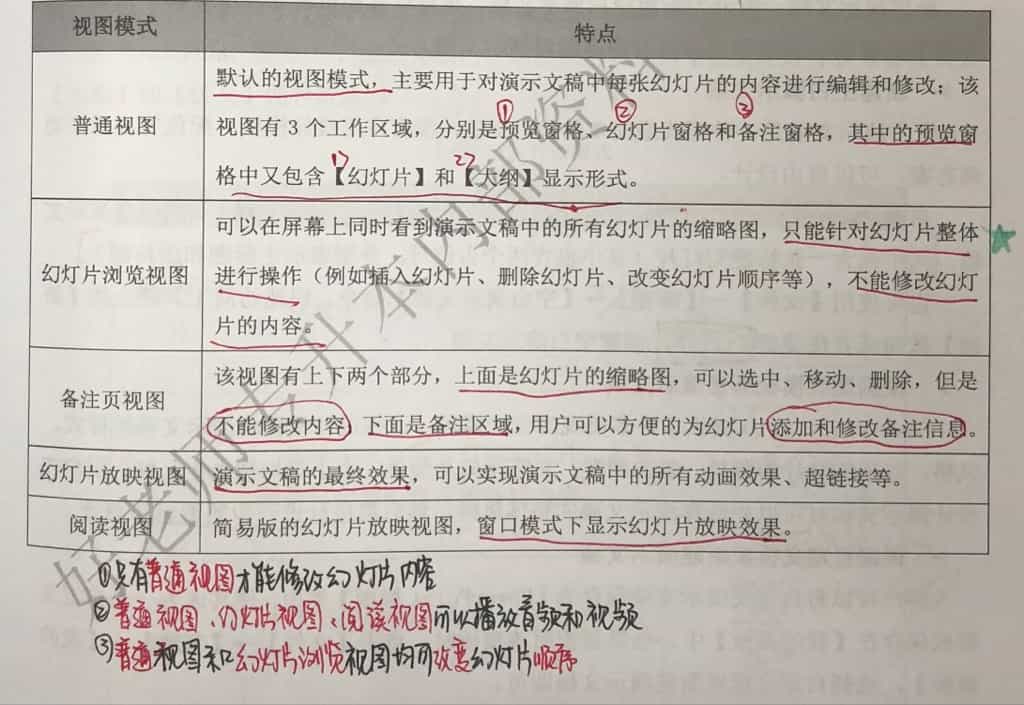 视图模式 特点
普通视图
默认的视图模式，主要用于对演示文稿中每张幻灯片的内容进行编辑和修改；该
① ② ③
视图有 3 个工作区域，分别是预览窗格、幻灯片窗格和备注窗格，其中的预览窗
1) 2)
格中又包含【幻灯片】和【大纲】显示形式。
幻灯片浏览视图
可以在屏幕上同时看到演示文稿中的所有幻灯片的缩略图，只能针对幻灯片整体
进行操作（例如插入幻灯片、删除幻灯片、改变幻灯片顺序等），不能修改幻灯
片的内容。
备注页视图
该视图有上下两个部分，上面是幻灯片的缩略图，可以选中、移动、删除，但是
不能修改内容，下面是备注区域，用户可以方便的为幻灯片添加和修改备注信息。
幻灯片放映视图 演示文稿的最终效果，可以实现演示文稿中的所有动画效果、超链接等。
阅读视图 简易版的幻灯片放映视图，窗口模式下显示幻灯片放映效果。
①只有普通视图才能修改幻灯片内容
②普通视图、幻灯片视图、阅读视图可以播放音频和视频
③普通视图和幻灯片浏览视图均可改变幻灯片顺序
好老师专升本内部资料